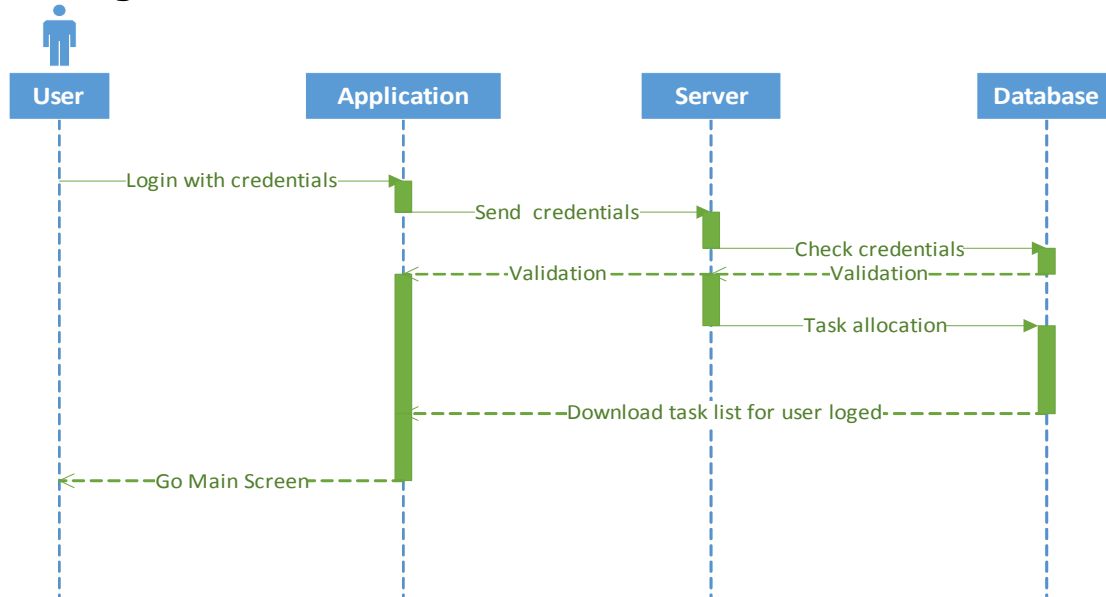 User
Application
Server
Database
Login with credentials
Send credentials
Check credentials
Validation
Validation
Task allocation
Download task list for user loged
Go Main Screen